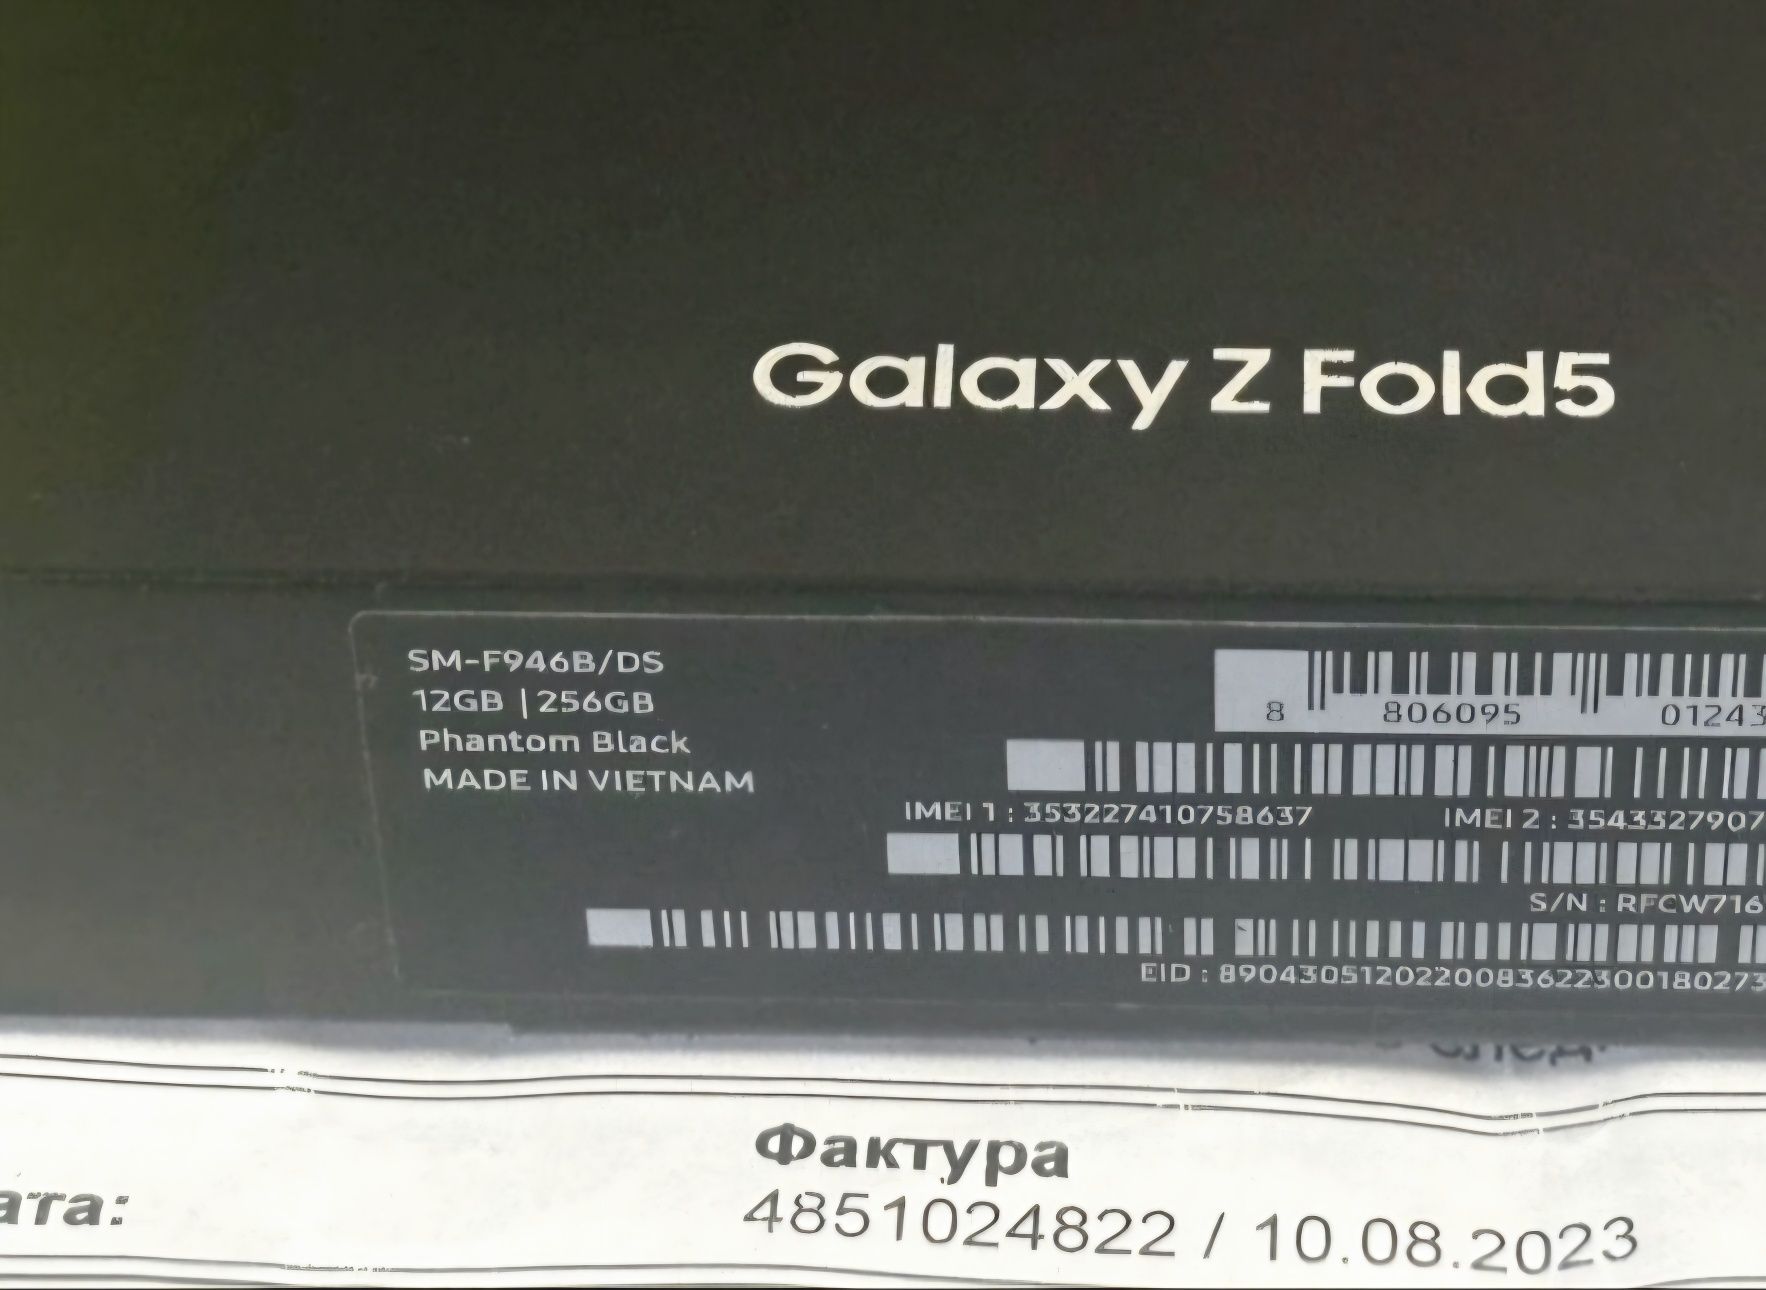 Galaxy Z Fold5
SM-F946B/DS
12GB | 256GB
Phantom Black
MADE IN VIETNAM
8 806095 01243
IMEI 1 : 353227410758637 IMEI 2 : 3543327907
S/N : RFCW716
EID : 8904305120220083622300180273
Фактура
ата:
4851024822 / 10.08.2023